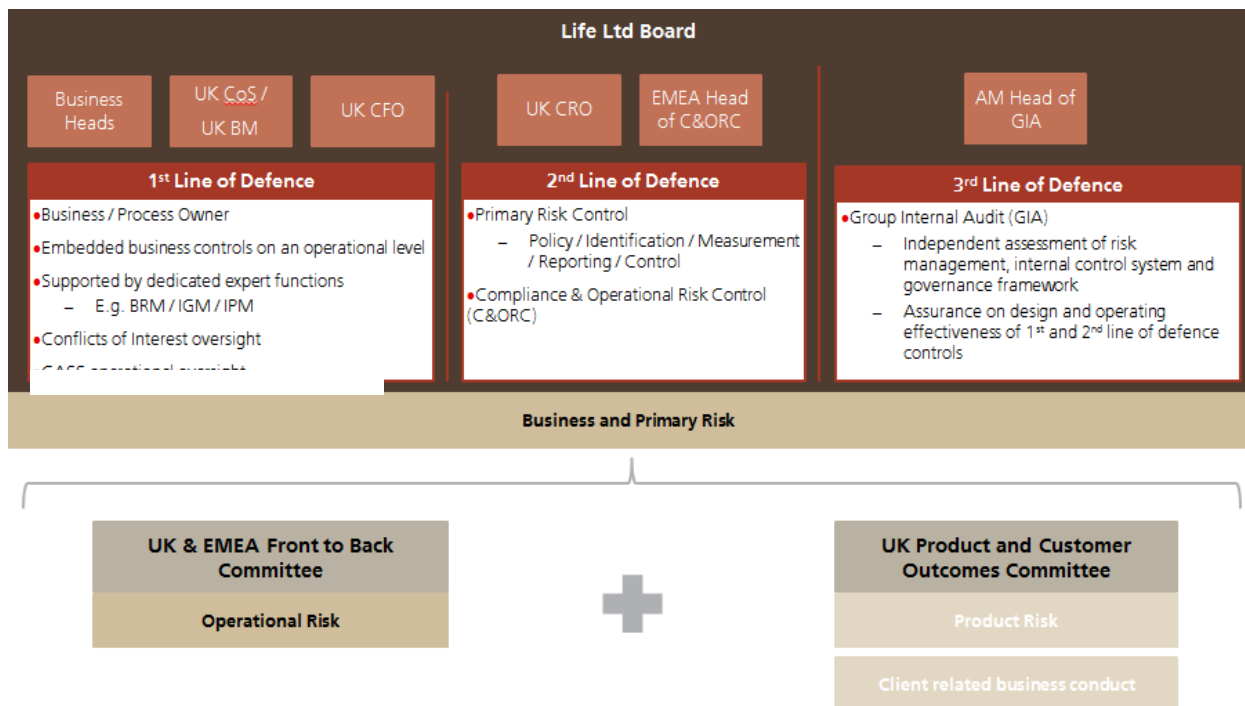 Life Ltd Board
Business
Heads
UK CoS /
UK BM
UK CFO
UK CRO
EMEA Head
of C&ORC
AM Head of
GIA
1st Line of Defence
•Business / Process Owner
•Embedded business controls on an operational level
•Supported by dedicated expert functions
– E.g. BRM / IGM / IPM
•Conflicts of Interest oversight
2nd Line of Defence
•Primary Risk Control
– Policy / Identification / Measurement
/ Reporting / Control
•Compliance & Operational Risk Control
(C&ORC)
3rd Line of Defence
•Group Internal Audit (GIA)
– Independent assessment of risk
management, internal control system and
governance framework
– Assurance on design and operating
effectiveness of 1st and 2nd line of defence
controls
Business and Primary Risk
UK & EMEA Front to Back
Committee
Operational Risk
UK Product and Customer
Outcomes Committee
Product Risk
Client related business conduct